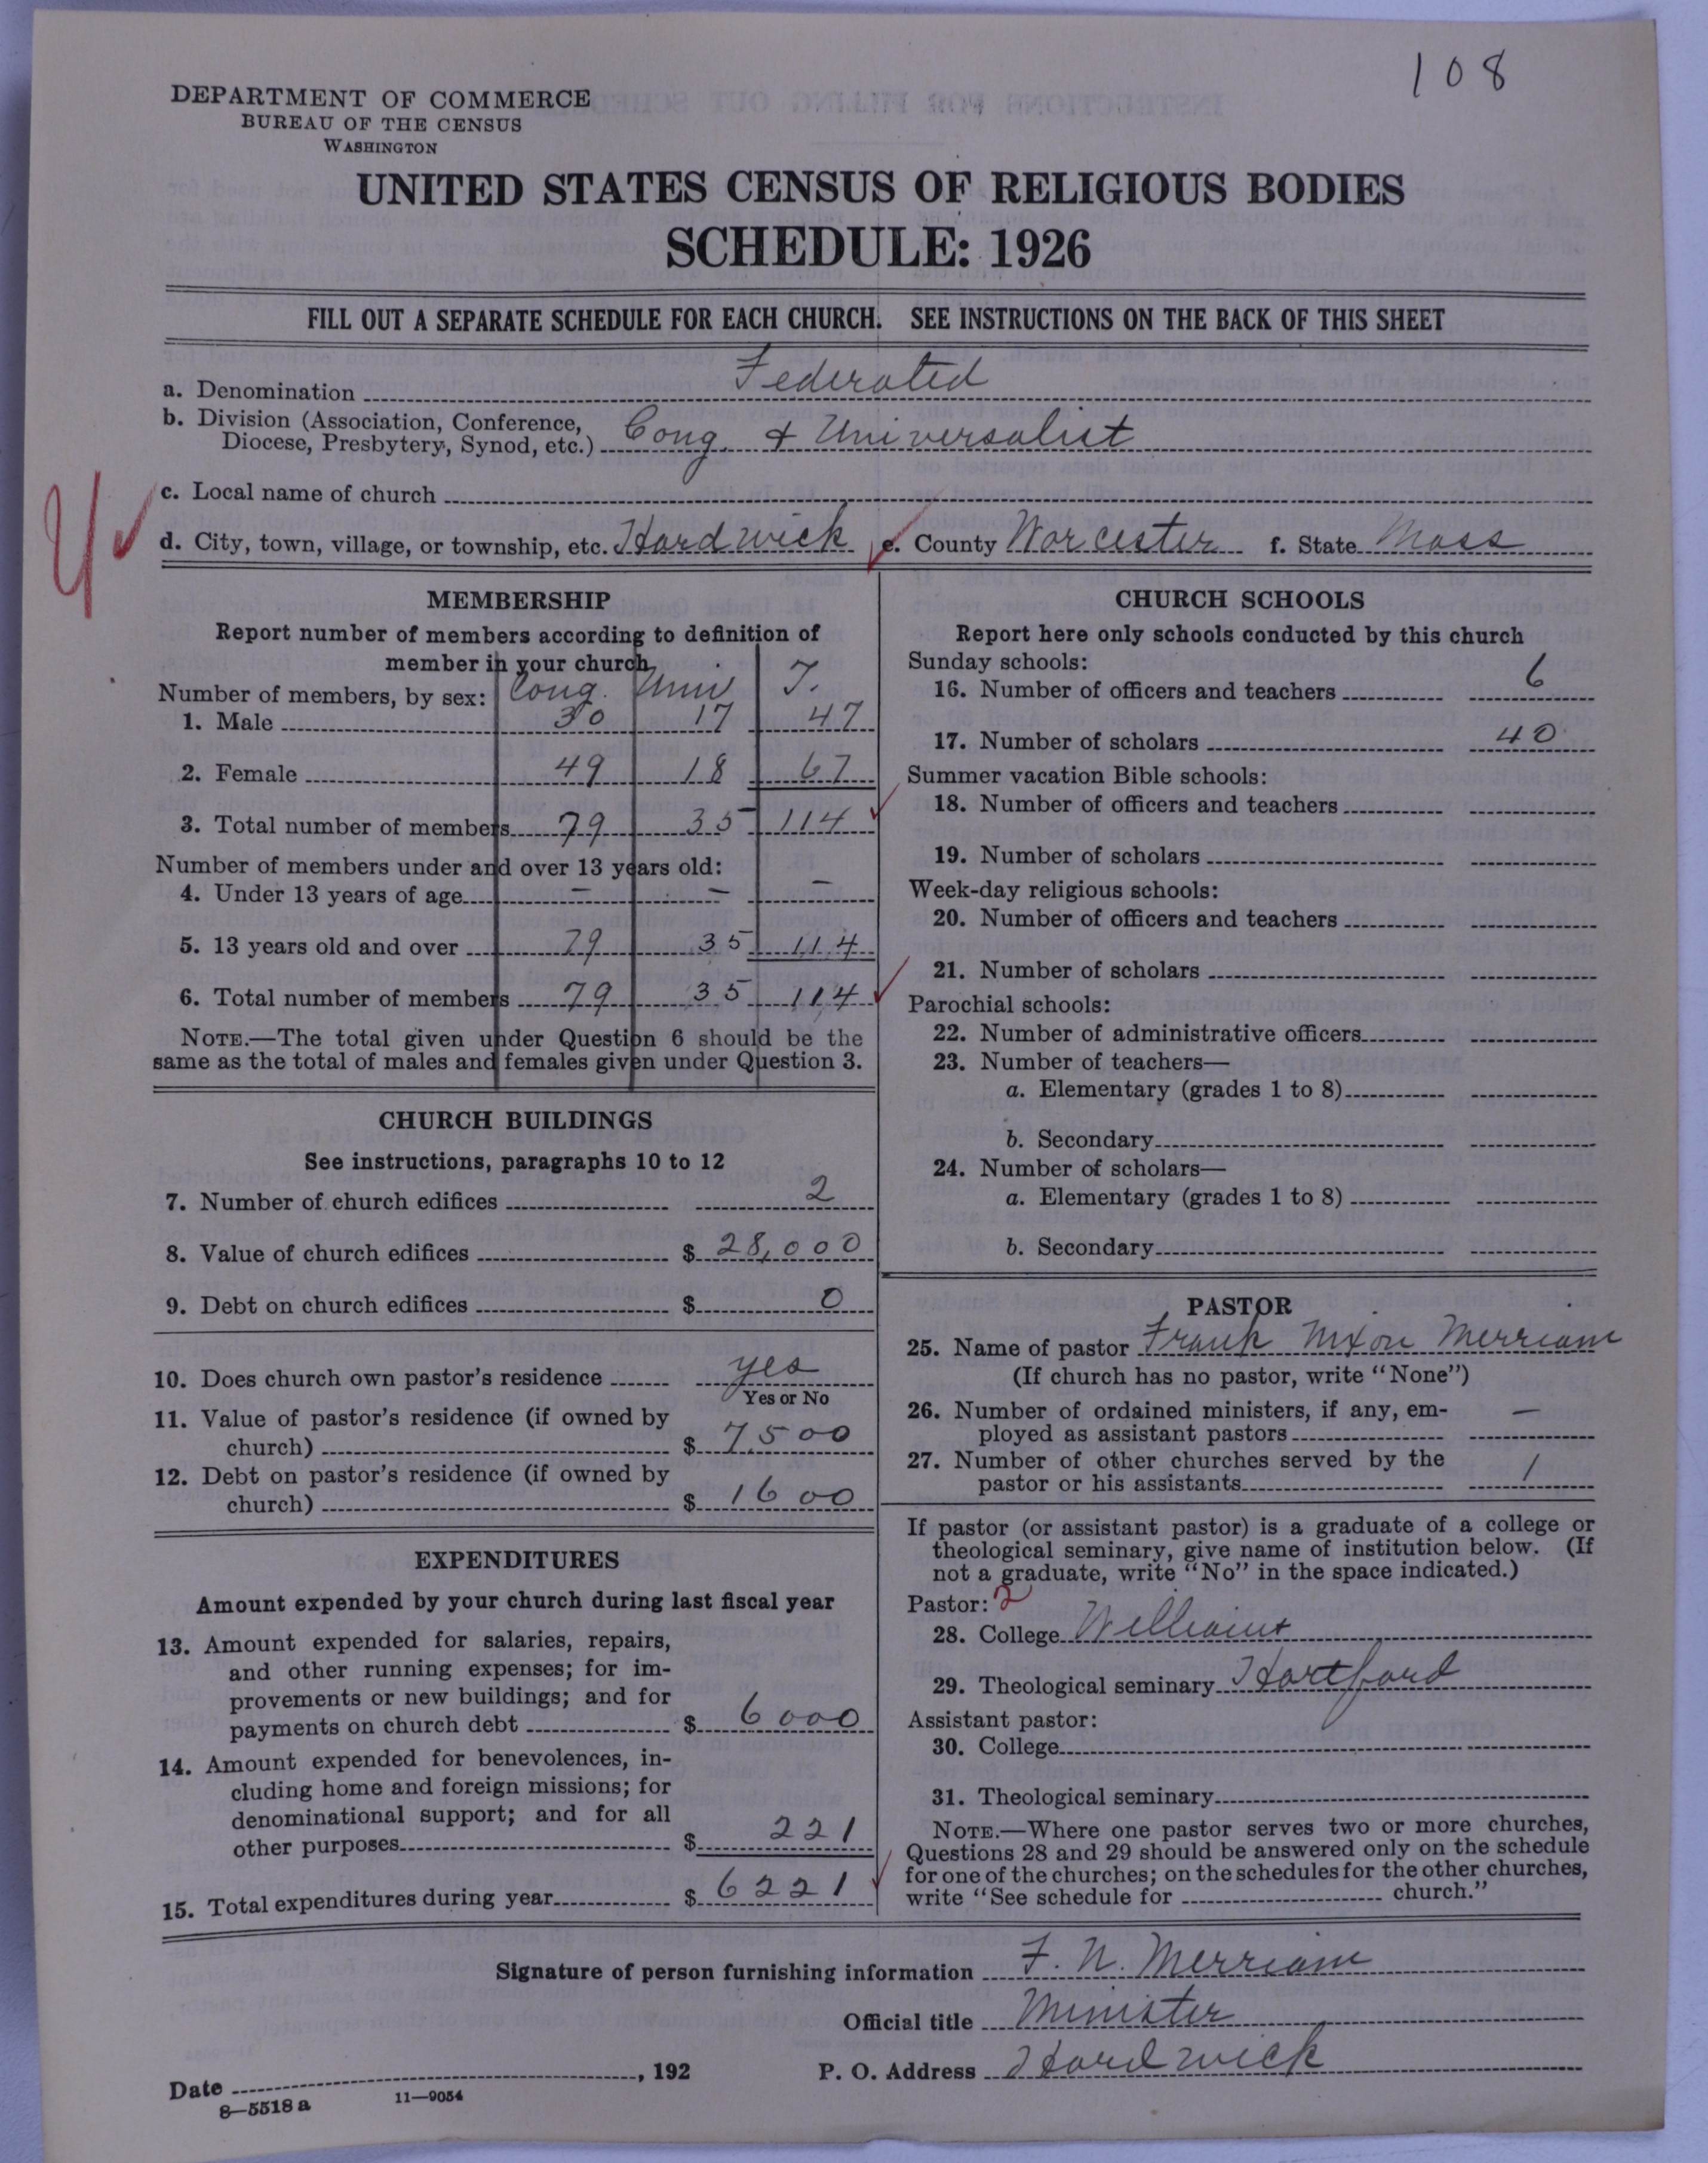 108
DEPARTMENT OF COMMERCE
BUREAU OF THE CENSUS
WASHINGTON
UNITED STATES CENSUS OF RELIGIOUS BODIES
SCHEDULE: 1926
FILL OUT A SEPARATE SCHEDULE FOR EACH CHURCH. SEE INSTRUCTIONS ON THE BACK OF THIS SHEET
a. Denomination Federated
b. Division (Association, Conference,
Diocese, Presbytery, Synod, etc.) Cong. & Universalist
c. Local name of church
d. City, town, village, or township, etc. Hardwick e. County Worcester f. State Mass
MEMBERSHIP
Report number of members according to definition of
member in your church
Number of members, by sex: Cong. Univ T.
1. Male 30 17 47
2. Female 49 18 67
3. Total number of members 79 35 114
Number of members under and over 13 years old:
4. Under 13 years of age — — —
5. 13 years old and over 79 35 114
6. Total number of members 79 35 114
NOTE.—The total given under Question 6 should be the
same as the total of males and females given under Question 3.
CHURCH BUILDINGS
See instructions, paragraphs 10 to 12
7. Number of church edifices 2
8. Value of church edifices $ 28,000
9. Debt on church edifices $ 0
10. Does church own pastor's residence yes
Yes or No
11. Value of pastor's residence (if owned by
church) $ 7500
12. Debt on pastor's residence (if owned by
church) $ 1600
EXPENDITURES
Amount expended by your church during last fiscal year
13. Amount expended for salaries, repairs,
and other running expenses; for im-
provements or new buildings; and for
payments on church debt $ 6000
14. Amount expended for benevolences, in-
cluding home and foreign missions; for
denominational support; and for all
other purposes $ 221
15. Total expenditures during year $ 6221
CHURCH SCHOOLS
Report here only schools conducted by this church
Sunday schools:
16. Number of officers and teachers 6
17. Number of scholars 40
Summer vacation Bible schools:
18. Number of officers and teachers
19. Number of scholars
Week-day religious schools:
20. Number of officers and teachers
21. Number of scholars
Parochial schools:
22. Number of administrative officers
23. Number of teachers—
a. Elementary (grades 1 to 8)
b. Secondary
24. Number of scholars—
a. Elementary (grades 1 to 8)
b. Secondary
PASTOR
25. Name of pastor Frank Nixon Merriam
(If church has no pastor, write "None")
26. Number of ordained ministers, if any, em-
ployed as assistant pastors —
27. Number of other churches served by the
pastor or his assistants 1
If pastor (or assistant pastor) is a graduate of a college or
theological seminary, give name of institution below. (If
not a graduate, write "No" in the space indicated.)
Pastor: 2
28. College Williams
29. Theological seminary Hartford
Assistant pastor:
30. College
31. Theological seminary
NOTE.—Where one pastor serves two or more churches,
Questions 28 and 29 should be answered only on the schedule
for one of the churches; on the schedules for the other churches,
write "See schedule for church."
Signature of person furnishing information F. N. Merriam
Official title Minister
Date , 192 P. O. Address Hardwick
8—5518 a 11—9054